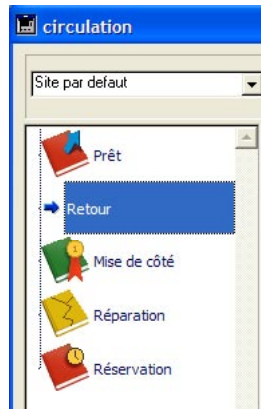 circulation
Site par defaut
Prêt
Retour
Mise de côté
Réparation
Réservation